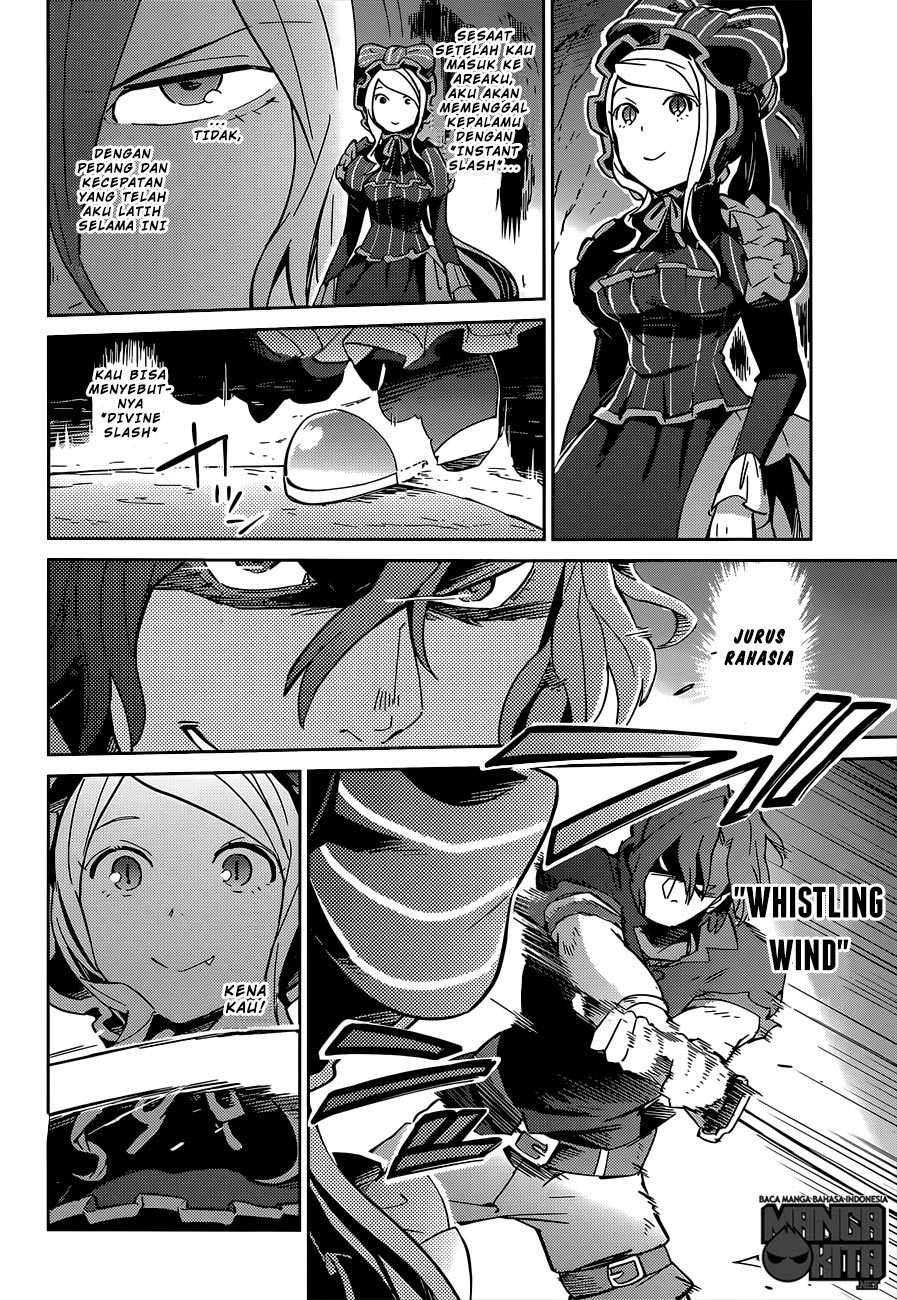 SESAAT
SETELAH KAU
MASUK KE
AREAKU,
AKU AKAN
MEMENGGAL
KEPALAMU
DENGAN
"INSTANT
SLASH"...
...
TIDAK,
DENGAN
PEDANG DAN
KECEPATAN
YANG TELAH
AKU LATIH
SELAMA INI
KAU BISA
MENYEBUT-
NYA
"DIVINE
SLASH"
JURUS
RAHASIA
"WHISTLING
WIND"
KENA
KAU!
BACA MANGA BAHASA INDONESIA
MANGA
KITA
.NET